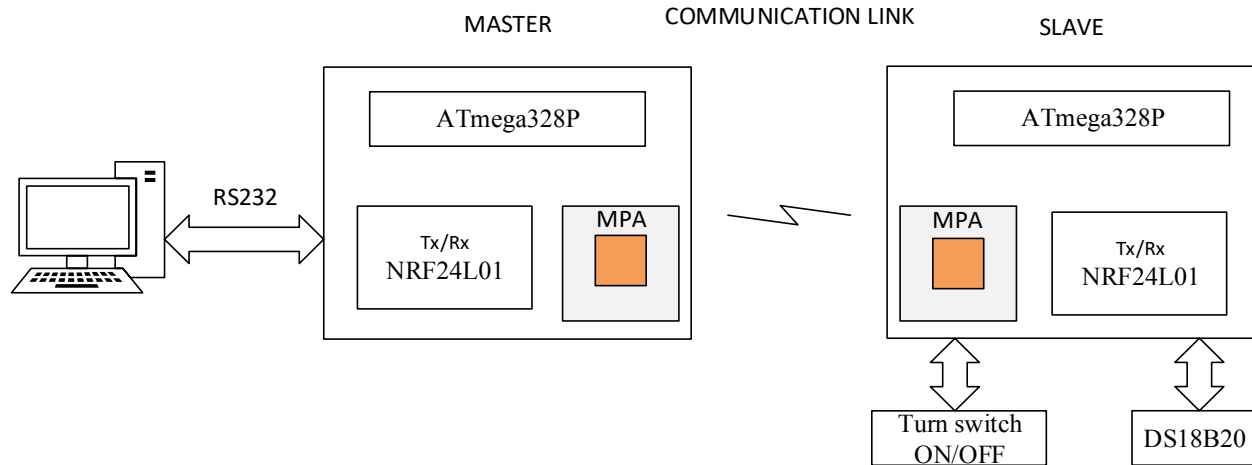 MASTER
COMMUNICATION LINK
SLAVE
ATmega328P
ATmega328P
RS232
Tx/Rx
NRF24L01
MPA
MPA
Tx/Rx
NRF24L01
Turn switch
ON/OFF
DS18B20